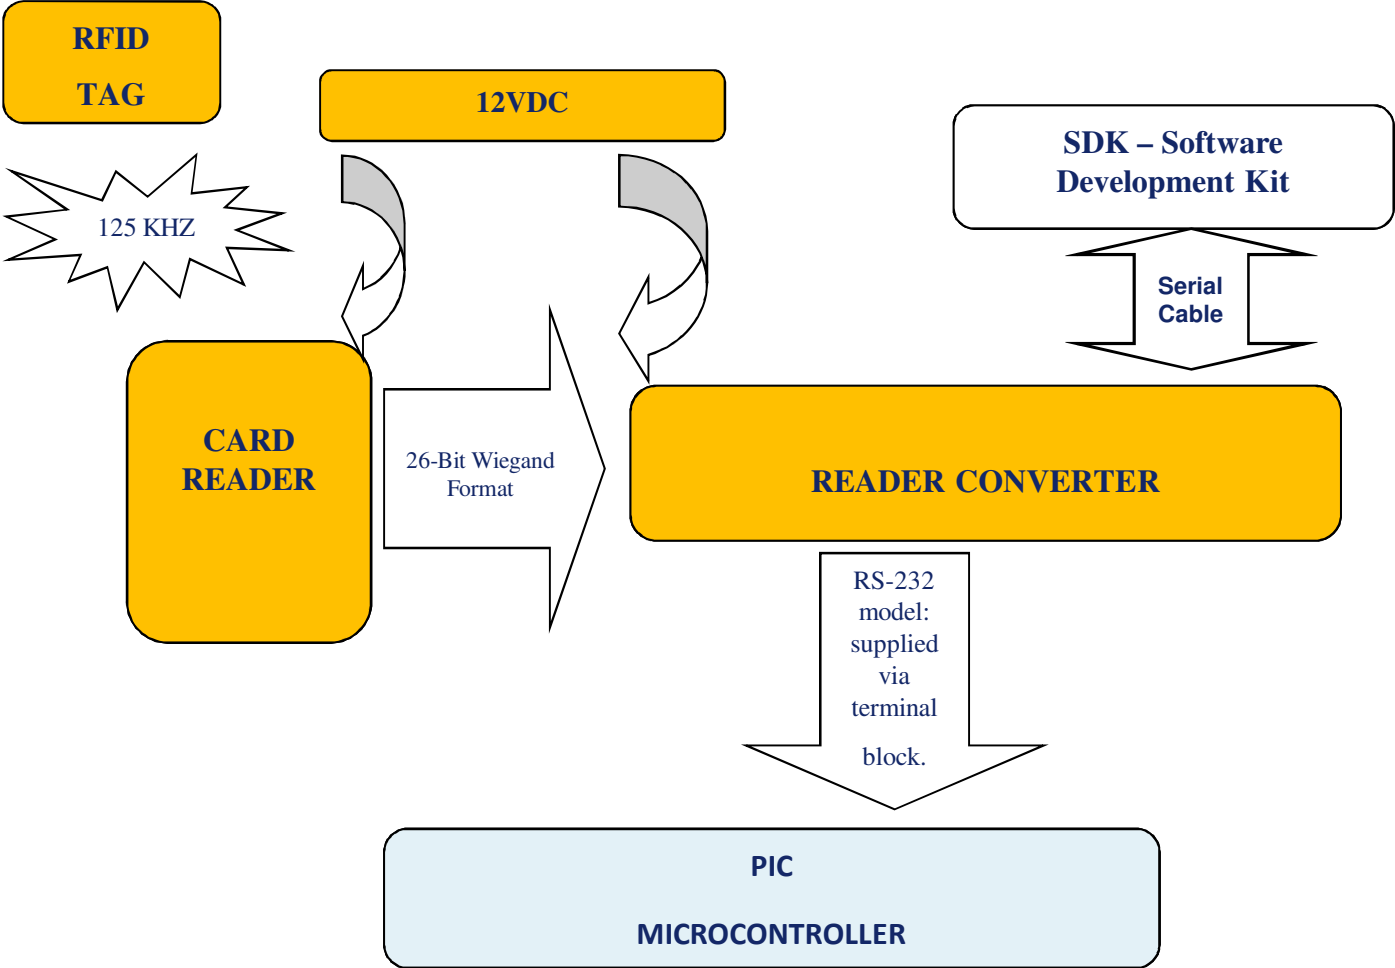 RFID
TAG
12VDC
SDK – Software
Development Kit
125 KHZ
Serial
Cable
CARD
READER
26-Bit Wiegand
Format
READER CONVERTER
RS-232
model:
supplied
via
terminal
block.
PIC
MICROCONTROLLER